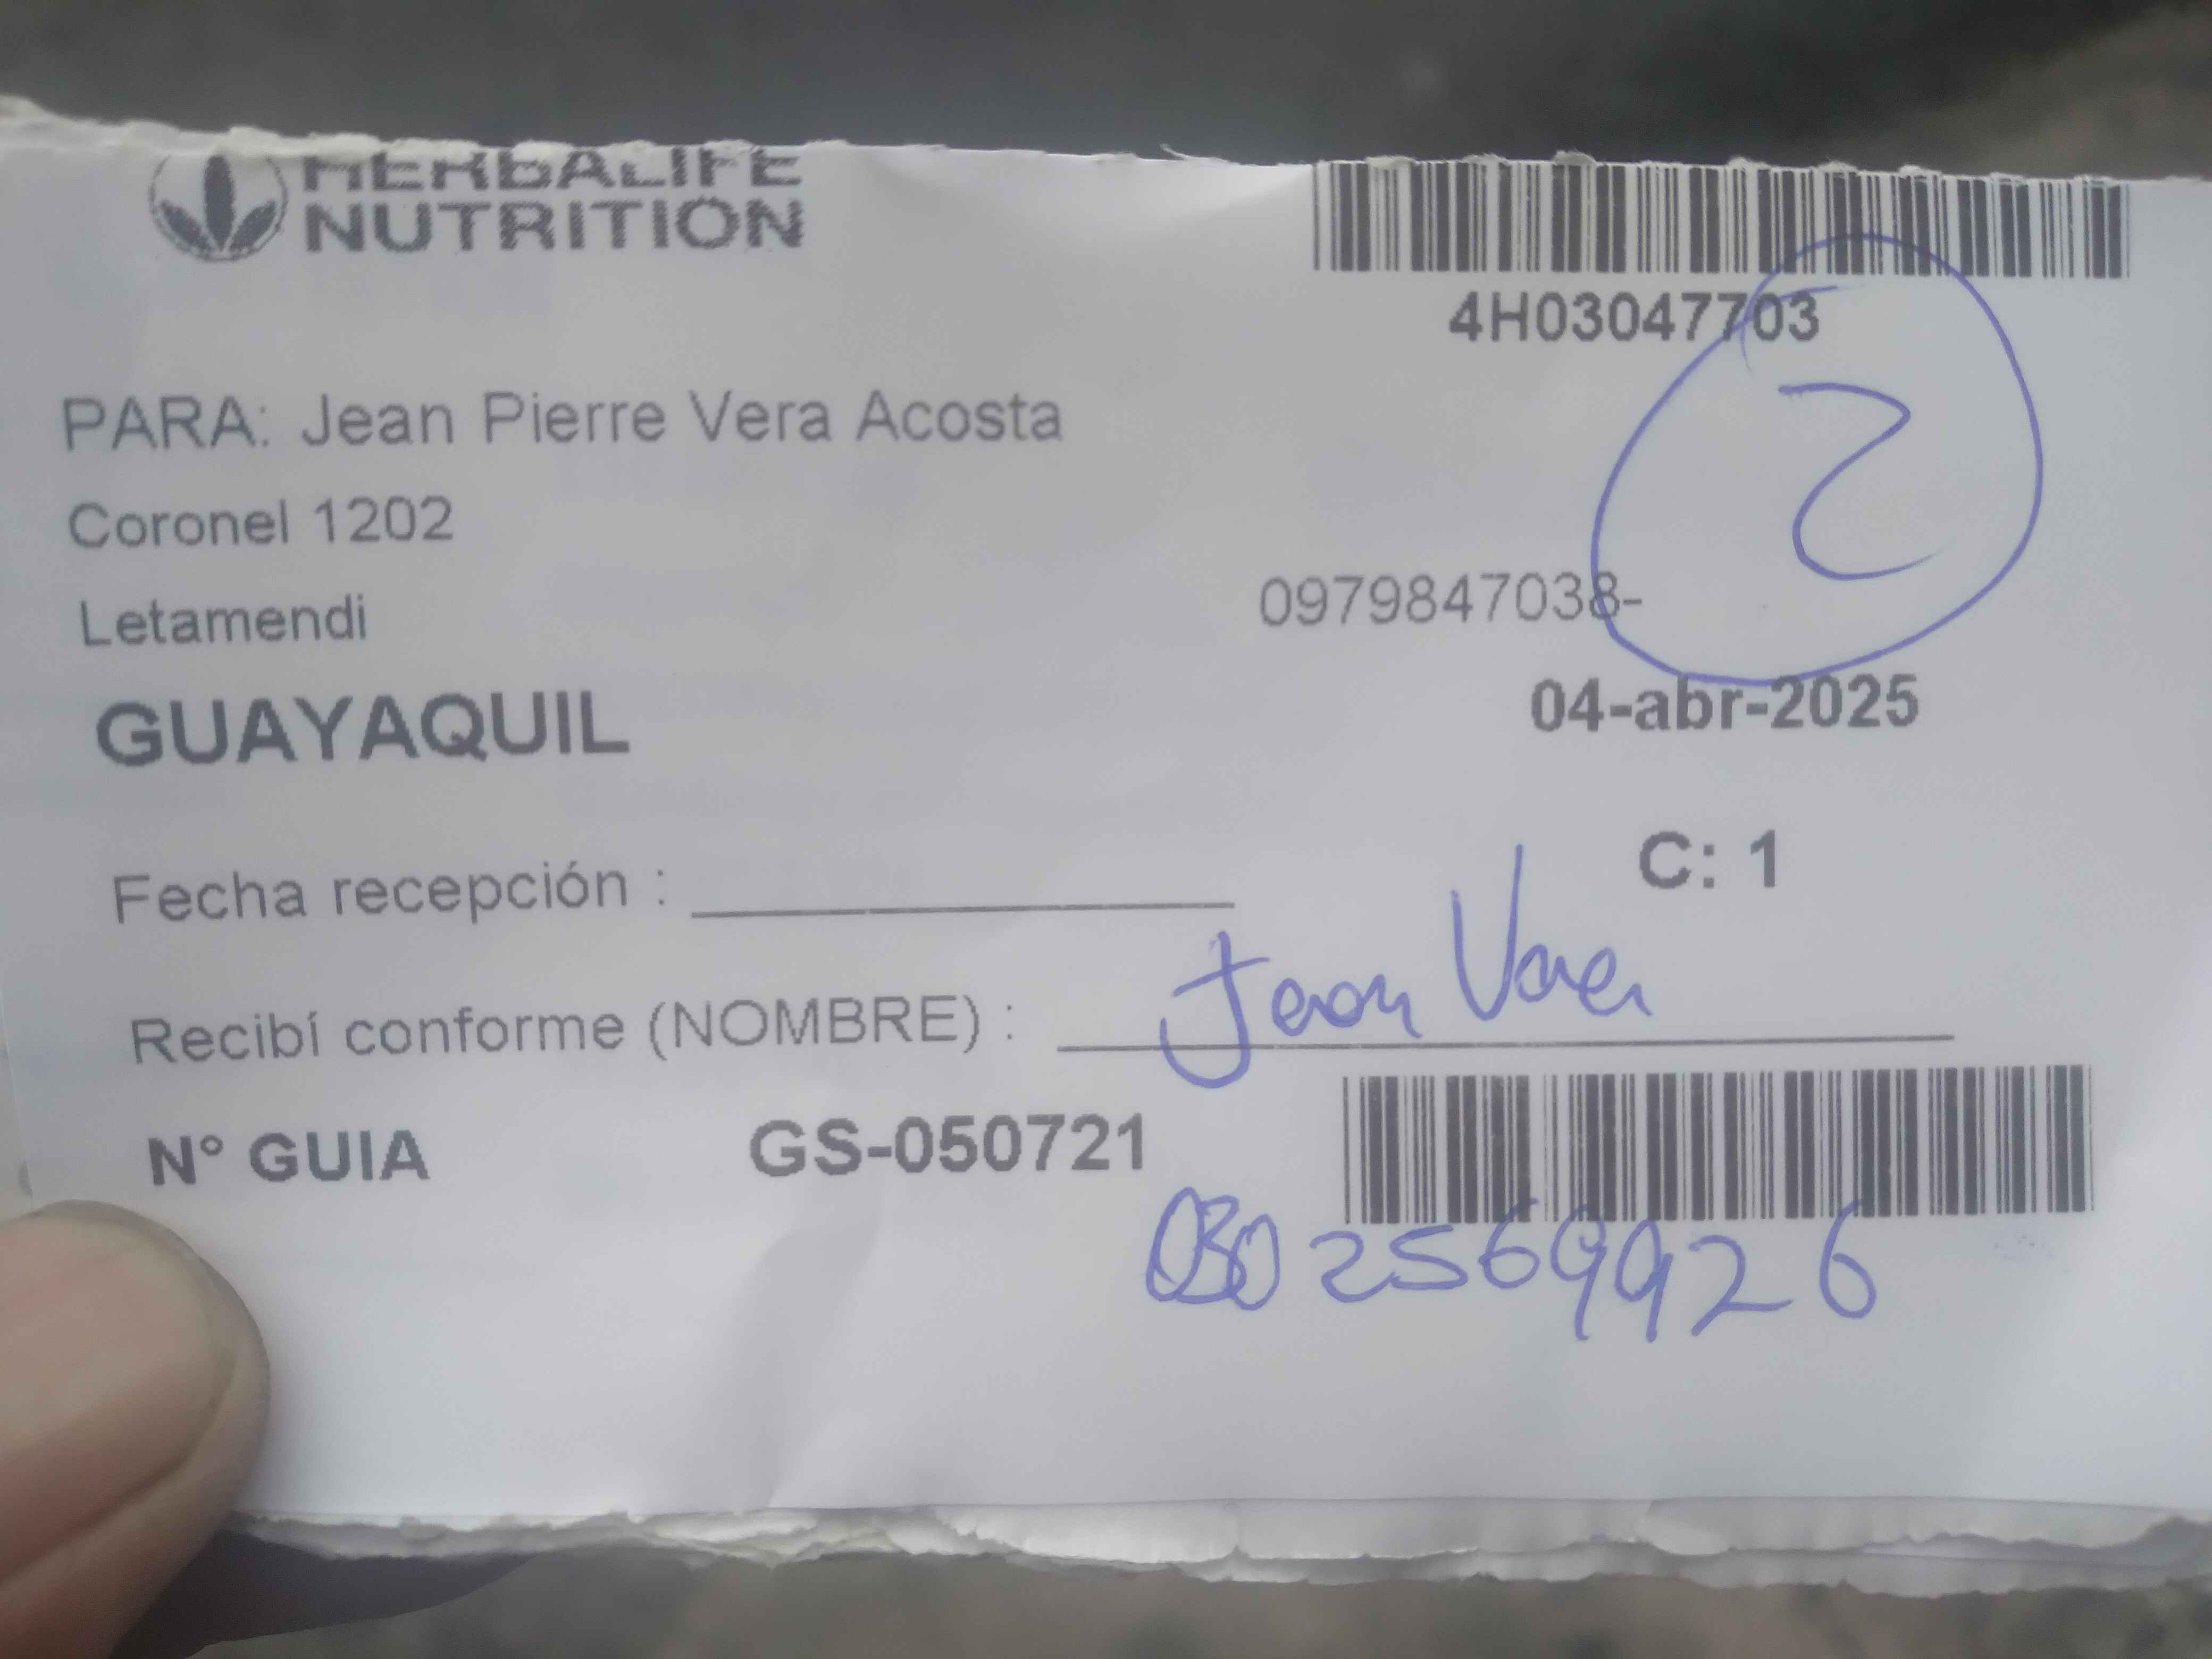 HERBALIFE
NUTRITION
4H03047703
2
PARA: Jean Pierre Vera Acosta
Coronel 1202
Letamendi
0979847038-
GUAYAQUIL
04-abr-2025
C: 1
Fecha recepción :
Recibí conforme (NOMBRE) : Jean Vera
N° GUIA GS-050721
0302569926